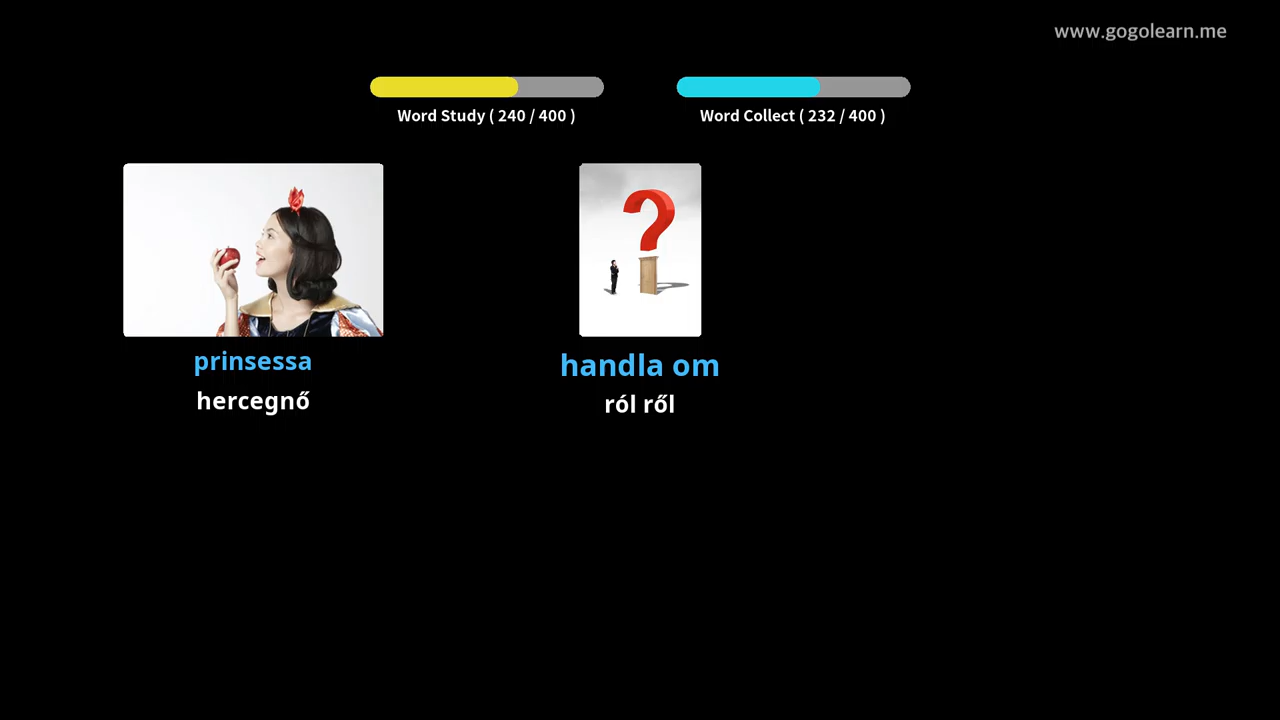 www.gogolearn.me
Word Study ( 240 / 400 )
Word Collect ( 232 / 400 )
prinsessa
hercegnő
handla om
ról ről